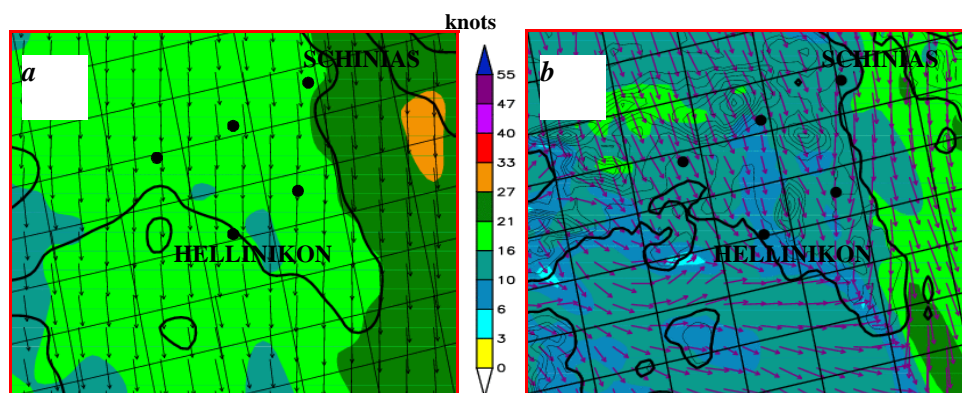 knots
a
SCHINIAS
HELLINIKON
55
47
40
33
27
21
16
10
6
3
0
b
SCHINIAS
HELLINIKON